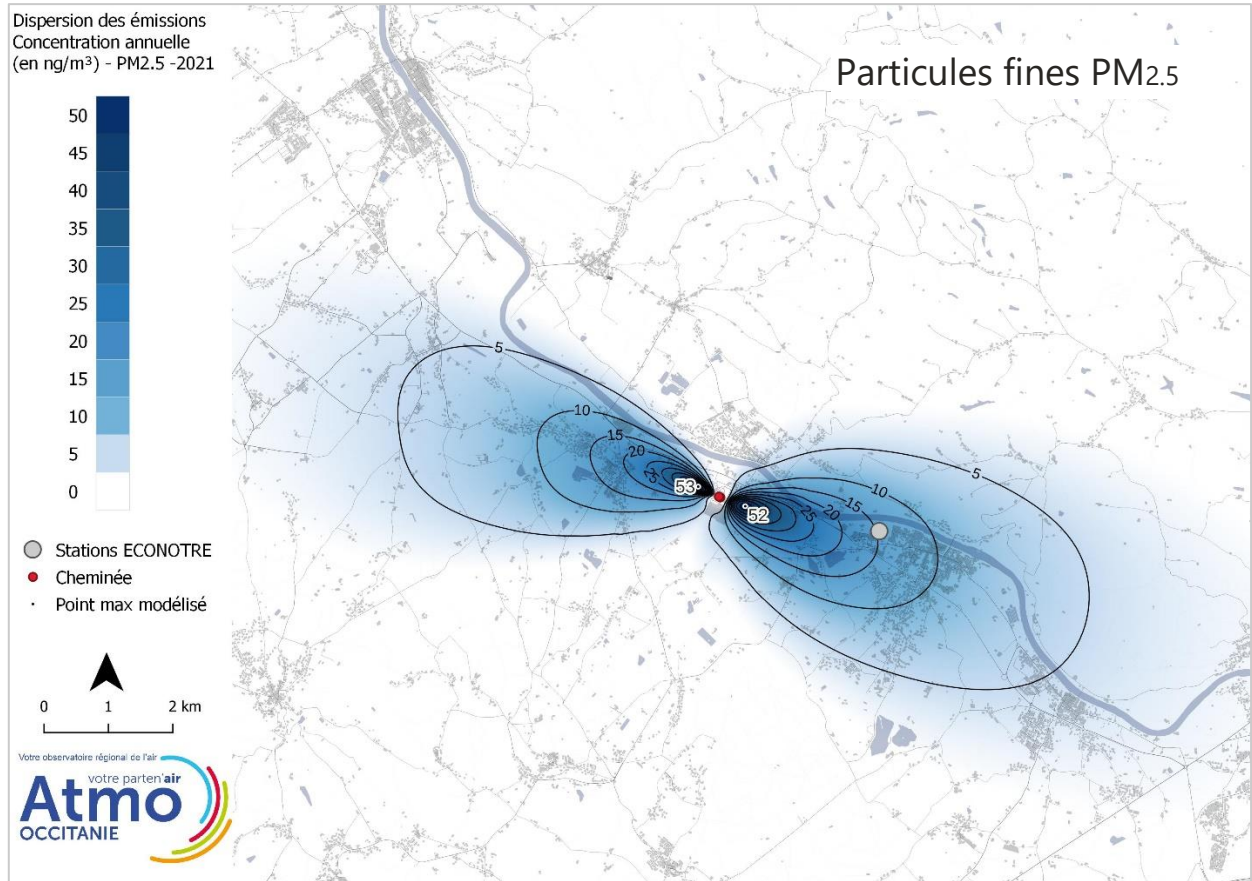 Dispersion des émissions
Concentration annuelle
(en ng/m³) - PM2.5 -2021
Particules fines PM2.5
50
45
40
35
30
25
20
15
10
5
0
5
10
15
20
25
53
52
25
20
15
10
5
Stations ECONOTRE
Cheminée
Point max modélisé
0 1 2 km
Votre observatoire régional de l'air
votre parten'air
Atmo
OCCITANIE